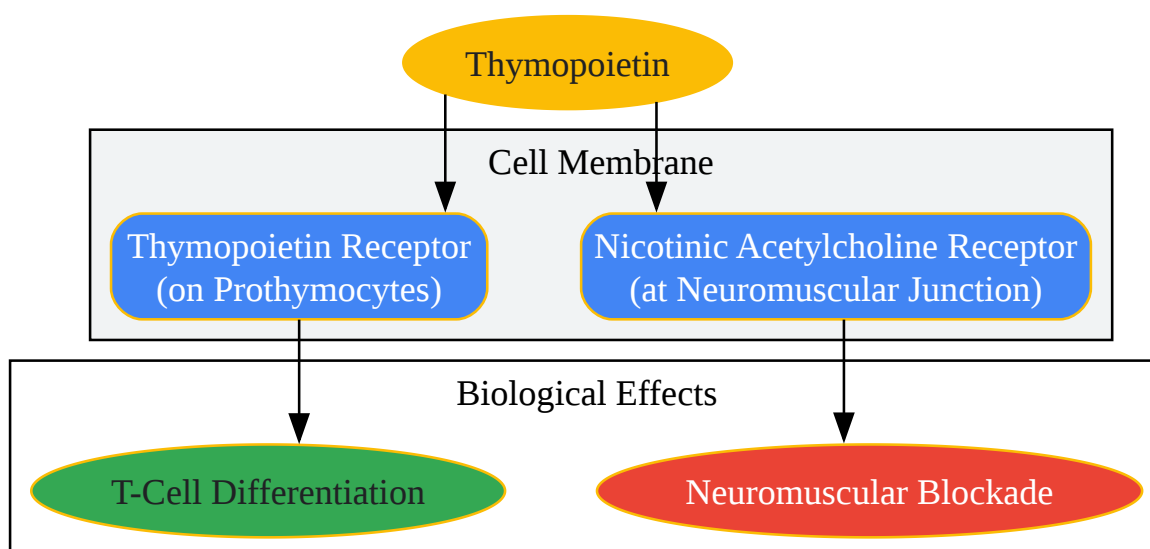 Thymopoietin
Cell Membrane
Thymopoietin Receptor
(on Prothymocytes)
Nicotinic Acetylcholine Receptor
(at Neuromuscular Junction)
Biological Effects
T-Cell Differentiation
Neuromuscular Blockade